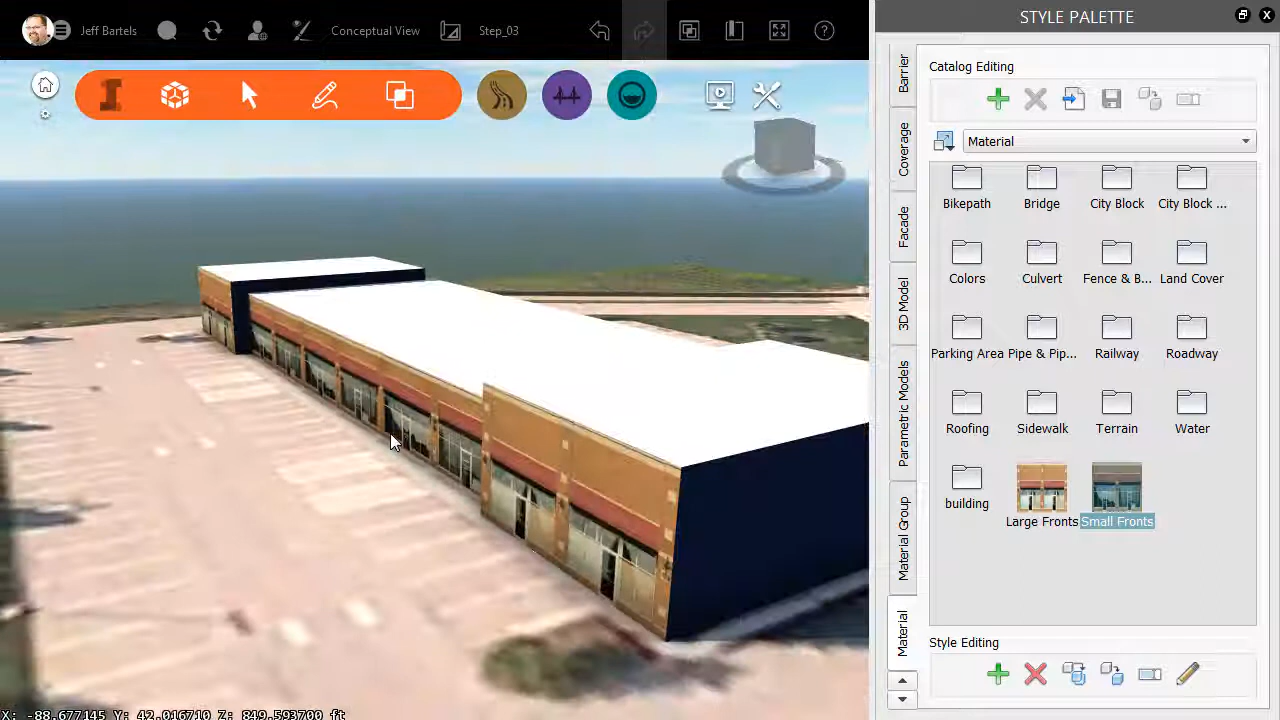 Jeff Bartels
Conceptual View
Step_03
STYLE PALETTE
Catalog Editing
Material
Barrier
Coverage
Facade
3D Model
Parametric Models
Material Group
Material
Bikepath
Bridge
City Block
City Block ...
Colors
Culvert
Fence & B...
Land Cover
Parking Area
Pipe & Pip...
Railway
Roadway
Roofing
Sidewalk
Terrain
Water
building
Large Fronts
Small Fronts
Style Editing
X: -88.677145 Y: 42.016710 Z: 849.593700 ft